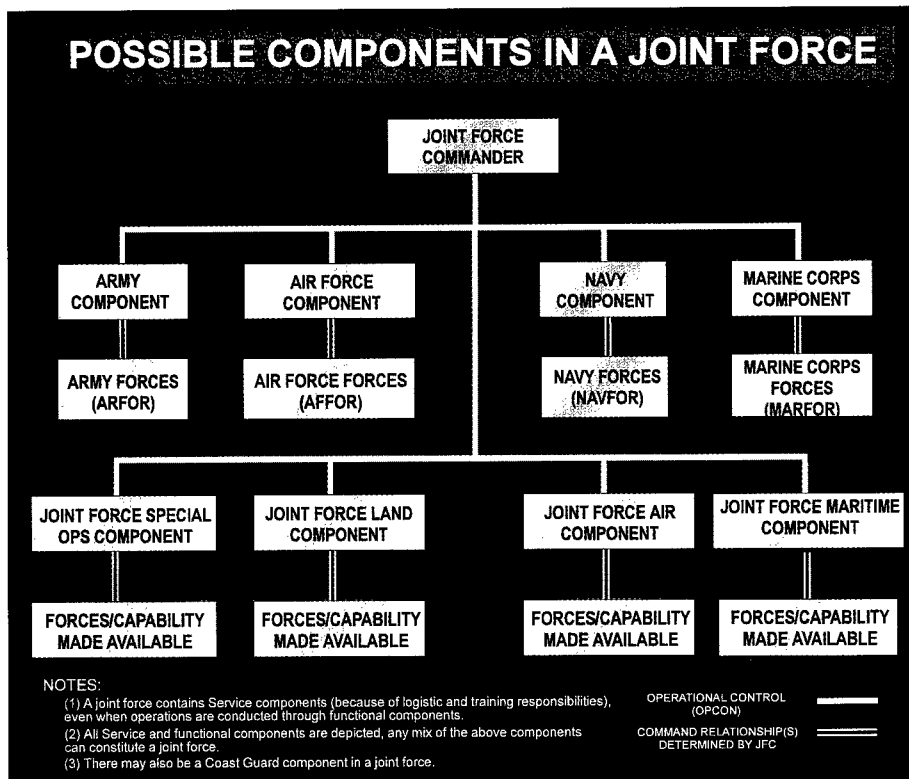 POSSIBLE COMPONENTS IN A JOINT FORCE
JOINT FORCE
COMMANDER
ARMY
COMPONENT
AIR FORCE
COMPONENT
NAVY
COMPONENT
MARINE CORPS
COMPONENT
ARMY FORCES
(ARFOR)
AIR FORCE FORCES
(AFFOR)
NAVY FORCES
(NAVFOR)
MARINE CORPS
FORCES
(MARFOR)
JOINT FORCE SPECIAL
OPS COMPONENT
JOINT FORCE LAND
COMPONENT
JOINT FORCE AIR
COMPONENT
JOINT FORCE MARITIME
COMPONENT
FORCES/CAPABILITY
MADE AVAILABLE
FORCES/CAPABILITY
MADE AVAILABLE
FORCES/CAPABILITY
MADE AVAILABLE
FORCES/CAPABILITY
MADE AVAILABLE
NOTES:
(1) A joint force contains Service components (because of logistic and training responsibilities),
even when operations are conducted through functional components.
(2) All Service and functional components are depicted, any mix of the above components
can constitute a joint force.
(3) There may also be a Coast Guard component in a joint force.
OPERATIONAL CONTROL
(OPCON)
COMMAND RELATIONSHIP(S)
DETERMINED BY JFC